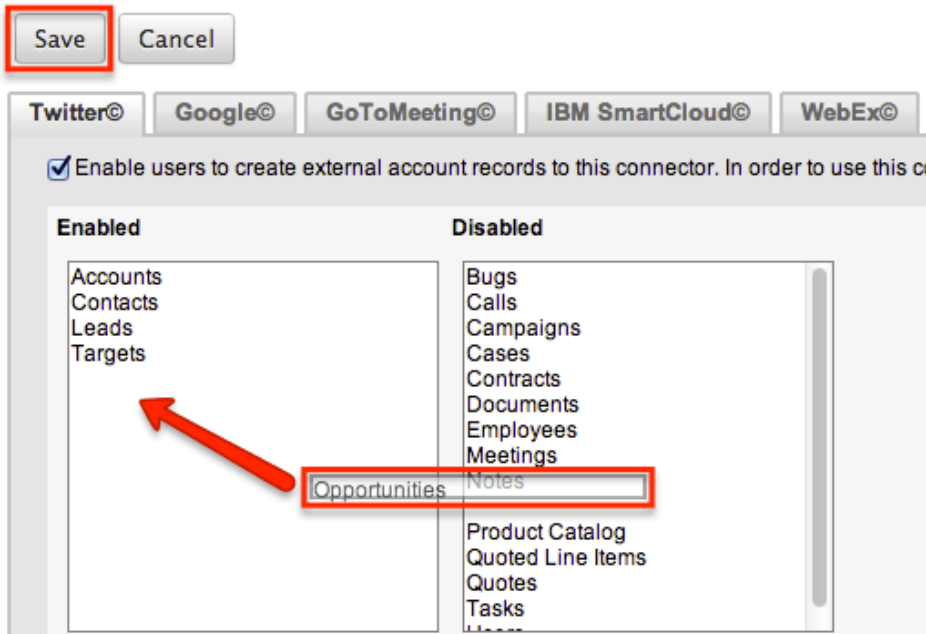 Save Cancel
Twitter© Google© GoToMeeting© IBM SmartCloud© WebEx©
Enable users to create external account records to this connector. In order to use this
Enabled Disabled
Accounts Bugs
Contacts Calls
Leads Campaigns
Targets Cases
Contracts
Documents
Employees
Meetings
Opportunities Notes
Product Catalog
Quoted Line Items
Quotes
Tasks